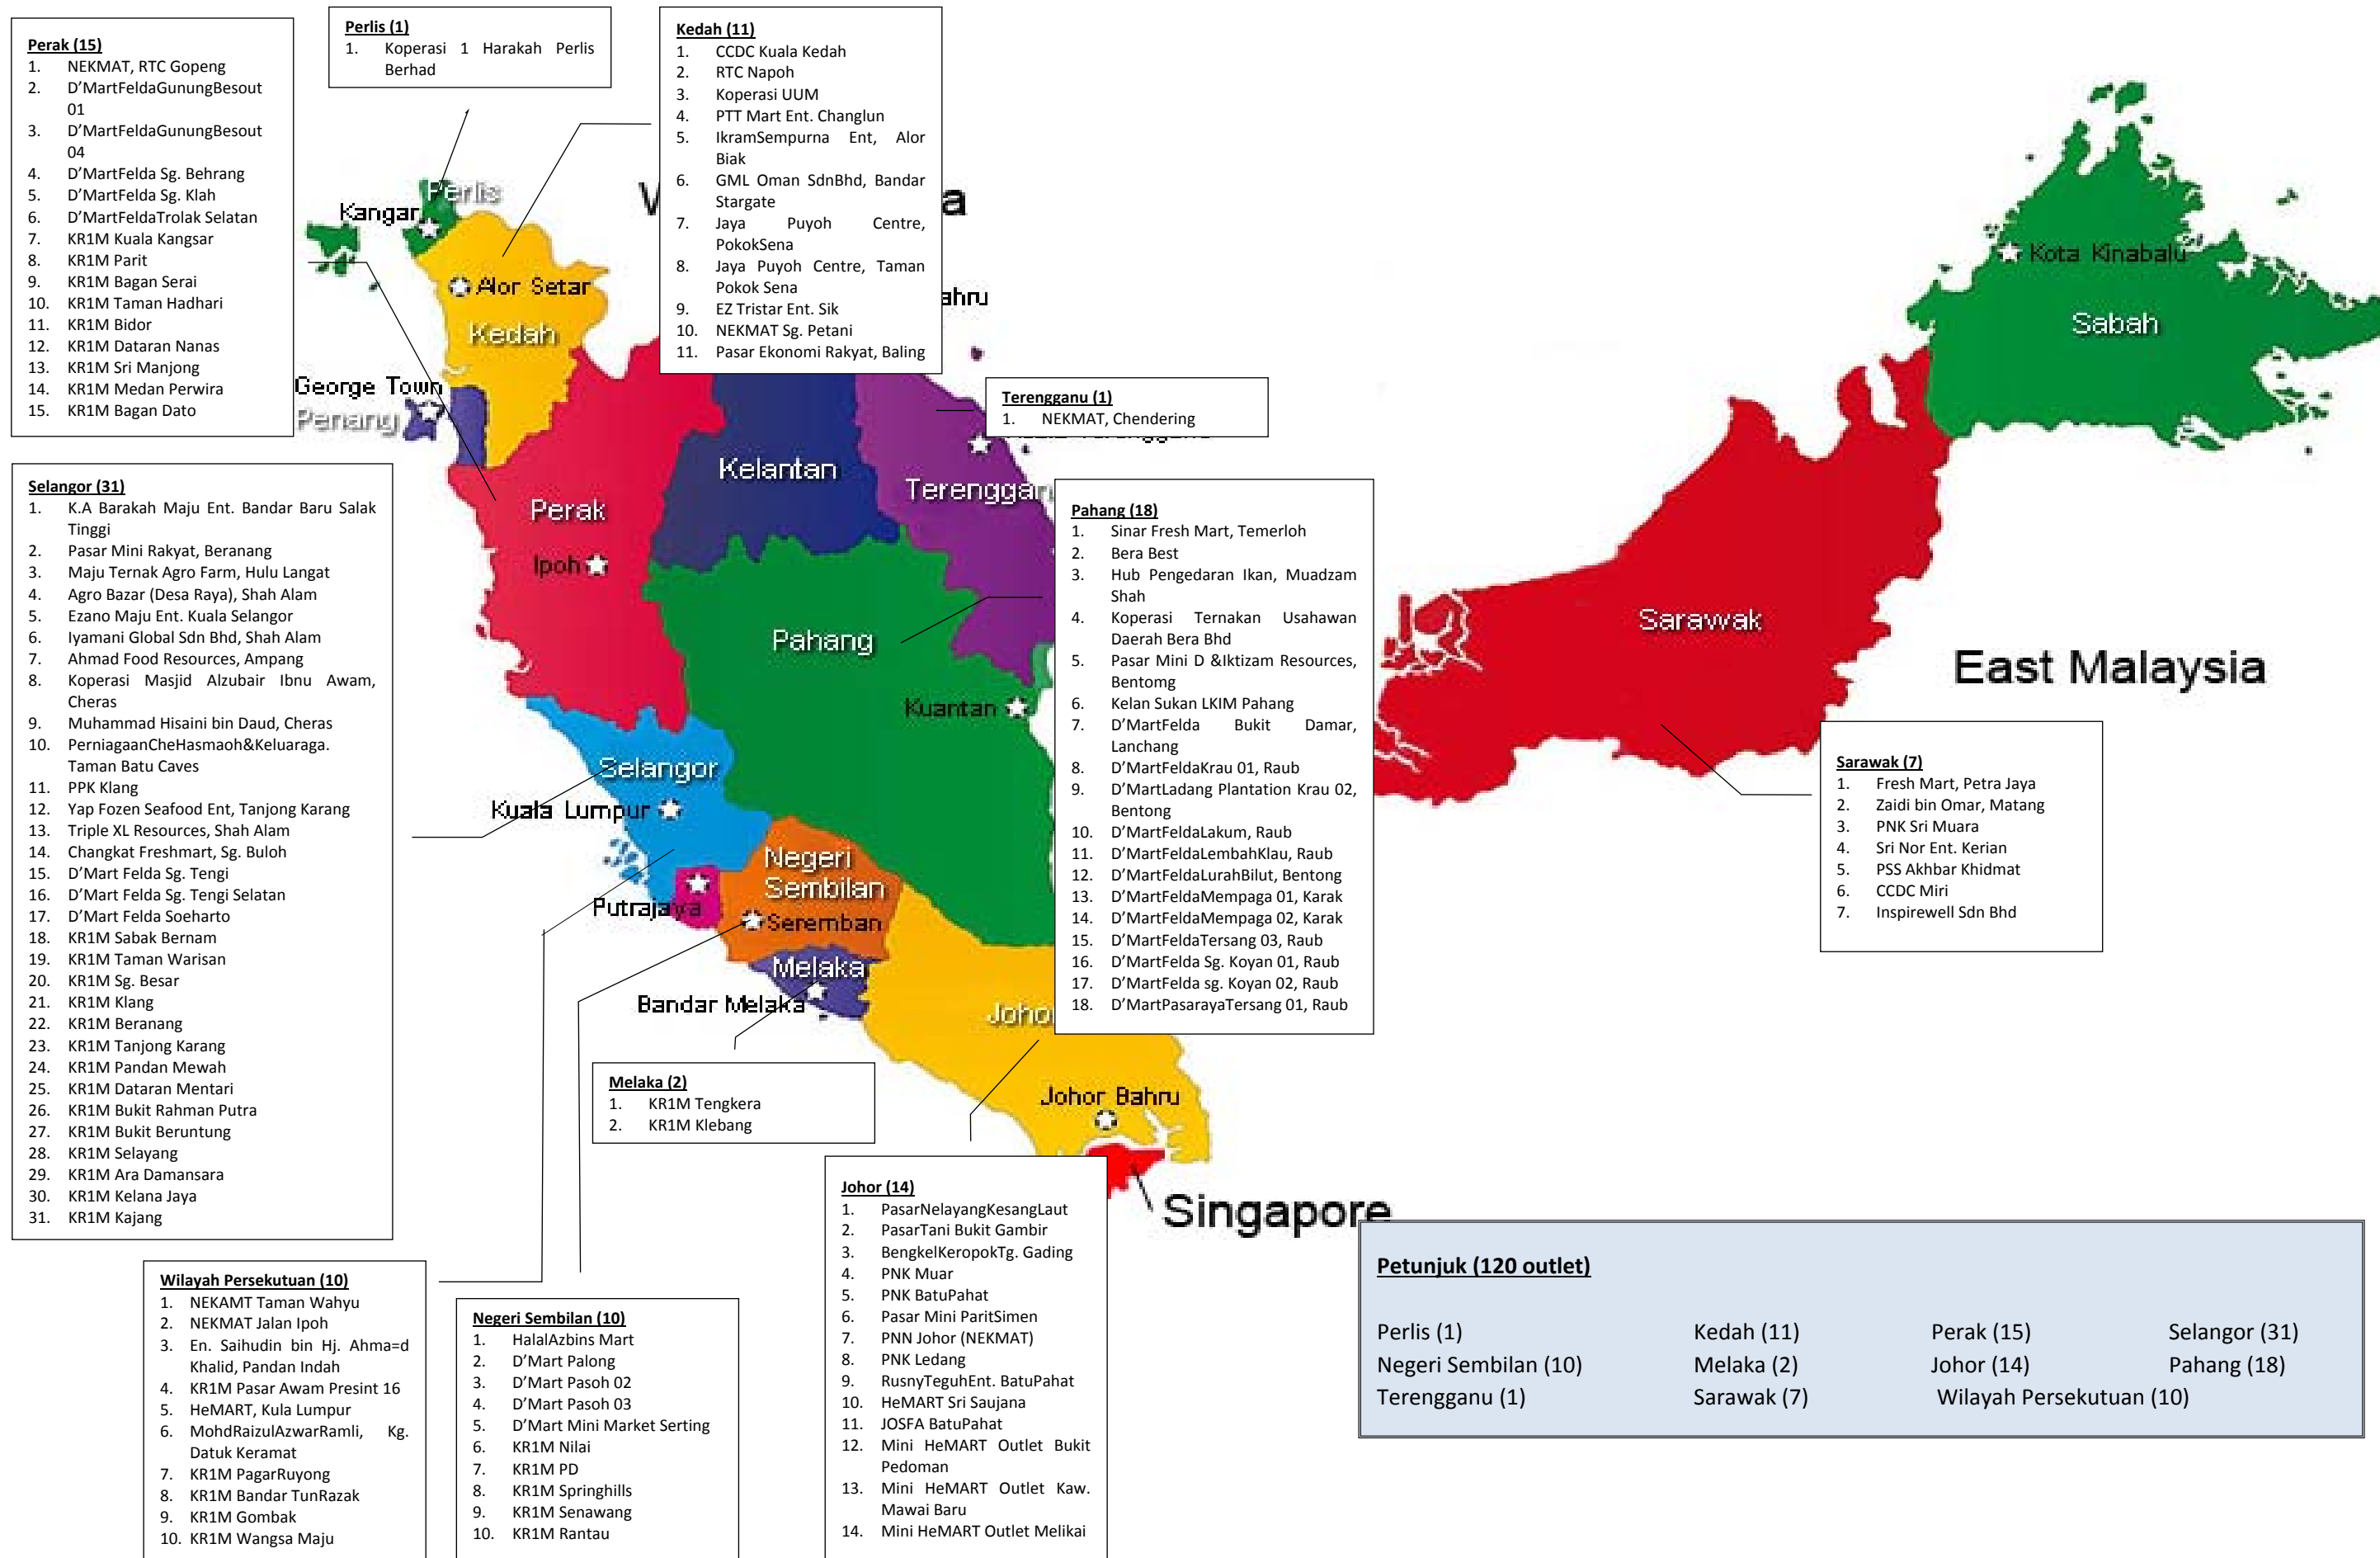 Perak (15)
1. NEKMAT, RTC Gopeng
2. D'MartFeldaGunungBesout
01
3. D'MartFeldaGunungBesout
04
4. D'MartFelda Sg. Behrang
5. D'MartFelda Sg. Klah
6. D'MartFeldaTrolak Selatan
7. KR1M Kuala Kangsar
8. KR1M Parit
9. KR1M Bagan Serai
10. KR1M Taman Hadhari
11. KR1M Bidor
12. KR1M Dataran Nanas
13. KR1M Sri Manjong
14. KR1M Medan Perwira
15. KR1M Bagan Dato
Perlis (1)
1. Koperasi 1 Harakah Perlis
Berhad
Kedah (11)
1. CCDC Kuala Kedah
2. RTC Napoh
3. Koperasi UUM
4. PTT Mart Ent. Changlun
5. IkramSempurna Ent, Alor
Biak
6. GML Oman SdnBhd, Bandar
Stargate
7. Jaya Puyoh Centre,
PokokSena
8. Jaya Puyoh Centre, Taman
Pokok Sena
9. EZ Tristar Ent. Sik
10. NEKMAT Sg. Petani
11. Pasar Ekonomi Rakyat, Baling
Terengganu (1)
1. NEKMAT, Chendering
Selangor (31)
1. K.A Barakah Maju Ent. Bandar Baru Salak
Tinggi
2. Pasar Mini Rakyat, Beranang
3. Maju Ternak Agro Farm, Hulu Langat
4. Agro Bazar (Desa Raya), Shah Alam
5. Ezano Maju Ent. Kuala Selangor
6. Iyamani Global Sdn Bhd, Shah Alam
7. Ahmad Food Resources, Ampang
8. Koperasi Masjid Alzubair Ibnu Awam,
Cheras
9. Muhammad Hisaini bin Daud, Cheras
10. PerniagaanCheHasmaoh&Keluaraga.
Taman Batu Caves
11. PPK Klang
12. Yap Fozen Seafood Ent, Tanjong Karang
13. Triple XL Resources, Shah Alam
14. Changkat Freshmart, Sg. Buloh
15. D'Mart Felda Sg. Tengi
16. D'Mart Felda Sg. Tengi Selatan
17. D'Mart Felda Soeharto
18. KR1M Sabak Bernam
19. KR1M Taman Warisan
20. KR1M Sg. Besar
21. KR1M Klang
22. KR1M Beranang
23. KR1M Tanjong Karang
24. KR1M Pandan Mewah
25. KR1M Dataran Mentari
26. KR1M Bukit Rahman Putra
27. KR1M Bukit Beruntung
28. KR1M Selayang
29. KR1M Ara Damansara
30. KR1M Kelana Jaya
31. KR1M Kajang
Pahang (18)
1. Sinar Fresh Mart, Temerloh
2. Bera Best
3. Hub Pengedaran Ikan, Muadzam
Shah
4. Koperasi Ternakan Usahawan
Daerah Bera Bhd
5. Pasar Mini D &Iktizam Resources,
Bentomg
6. Kelan Sukan LKIM Pahang
7. D'MartFelda Bukit Damar,
Lanchang
8. D'MartFeldaKrau 01, Raub
9. D'MartLadang Plantation Krau 02,
Bentong
10. D'MartFeldaLakum, Raub
11. D'MartFeldaLembahKlau, Raub
12. D'MartFeldaLurahBilut, Bentong
13. D'MartFeldaMempaga 01, Karak
14. D'MartFeldaMempaga 02, Karak
15. D'MartFeldaTersang 03, Raub
16. D'MartFelda Sg. Koyan 01, Raub
17. D'MartFelda sg. Koyan 02, Raub
18. D'MartPasarayaTersang 01, Raub
Sarawak (7)
1. Fresh Mart, Petra Jaya
2. Zaidi bin Omar, Matang
3. PNK Sri Muara
4. Sri Nor Ent. Kerian
5. PSS Akhbar Khidmat
6. CCDC Miri
7. Inspirewell Sdn Bhd
Melaka (2)
1. KR1M Tengkera
2. KR1M Klebang
Johor (14)
1. PasarNelayangKesangLaut
2. PasarTani Bukit Gambir
3. BengkelKeropokTg. Gading
4. PNK Muar
5. PNK BatuPahat
6. Pasar Mini ParitSimen
7. PNN Johor (NEKMAT)
8. PNK Ledang
9. RusnyTeguhEnt. BatuPahat
10. HeMART Sri Saujana
11. JOSFA BatuPahat
12. Mini HeMART Outlet Bukit
Pedoman
13. Mini HeMART Outlet Kaw.
Mawai Baru
14. Mini HeMART Outlet Melikai
Wilayah Persekutuan (10)
1. NEKAMT Taman Wahyu
2. NEKMAT Jalan Ipoh
3. En. Saihudin bin Hj. Ahma=d
Khalid, Pandan Indah
4. KR1M Pasar Awam Presint 16
5. HeMART, Kula Lumpur
6. MohdRaizulAzwarRamli, Kg.
Datuk Keramat
7. KR1M PagarRuyong
8. KR1M Bandar TunRazak
9. KR1M Gombak
10. KR1M Wangsa Maju
Negeri Sembilan (10)
1. HalalAzbins Mart
2. D'Mart Palong
3. D'Mart Pasoh 02
4. D'Mart Pasoh 03
5. D'Mart Mini Market Serting
6. KR1M Nilai
7. KR1M PD
8. KR1M Springhills
9. KR1M Senawang
10. KR1M Rantau
Petunjuk (120 outlet)
Perlis (1) Kedah (11) Perak (15) Selangor (31)
Negeri Sembilan (10) Melaka (2) Johor (14) Pahang (18)
Terengganu (1) Sarawak (7) Wilayah Persekutuan (10)
Perlis
Kangar
Alor Setar
Kedah
George Town
Penang
ahru
Kelantan
Terenggan
Perak
Ipoh
Pahang
Kuantan
Selangor
Kuala Lumpur
Negeri
Sembilan
Putrajaya
Seremban
Melaka
Bandar Melaka
Joho
Johor Bahru
Singapore
Kota Kinabalu
Sabah
Sarawak
East Malaysia